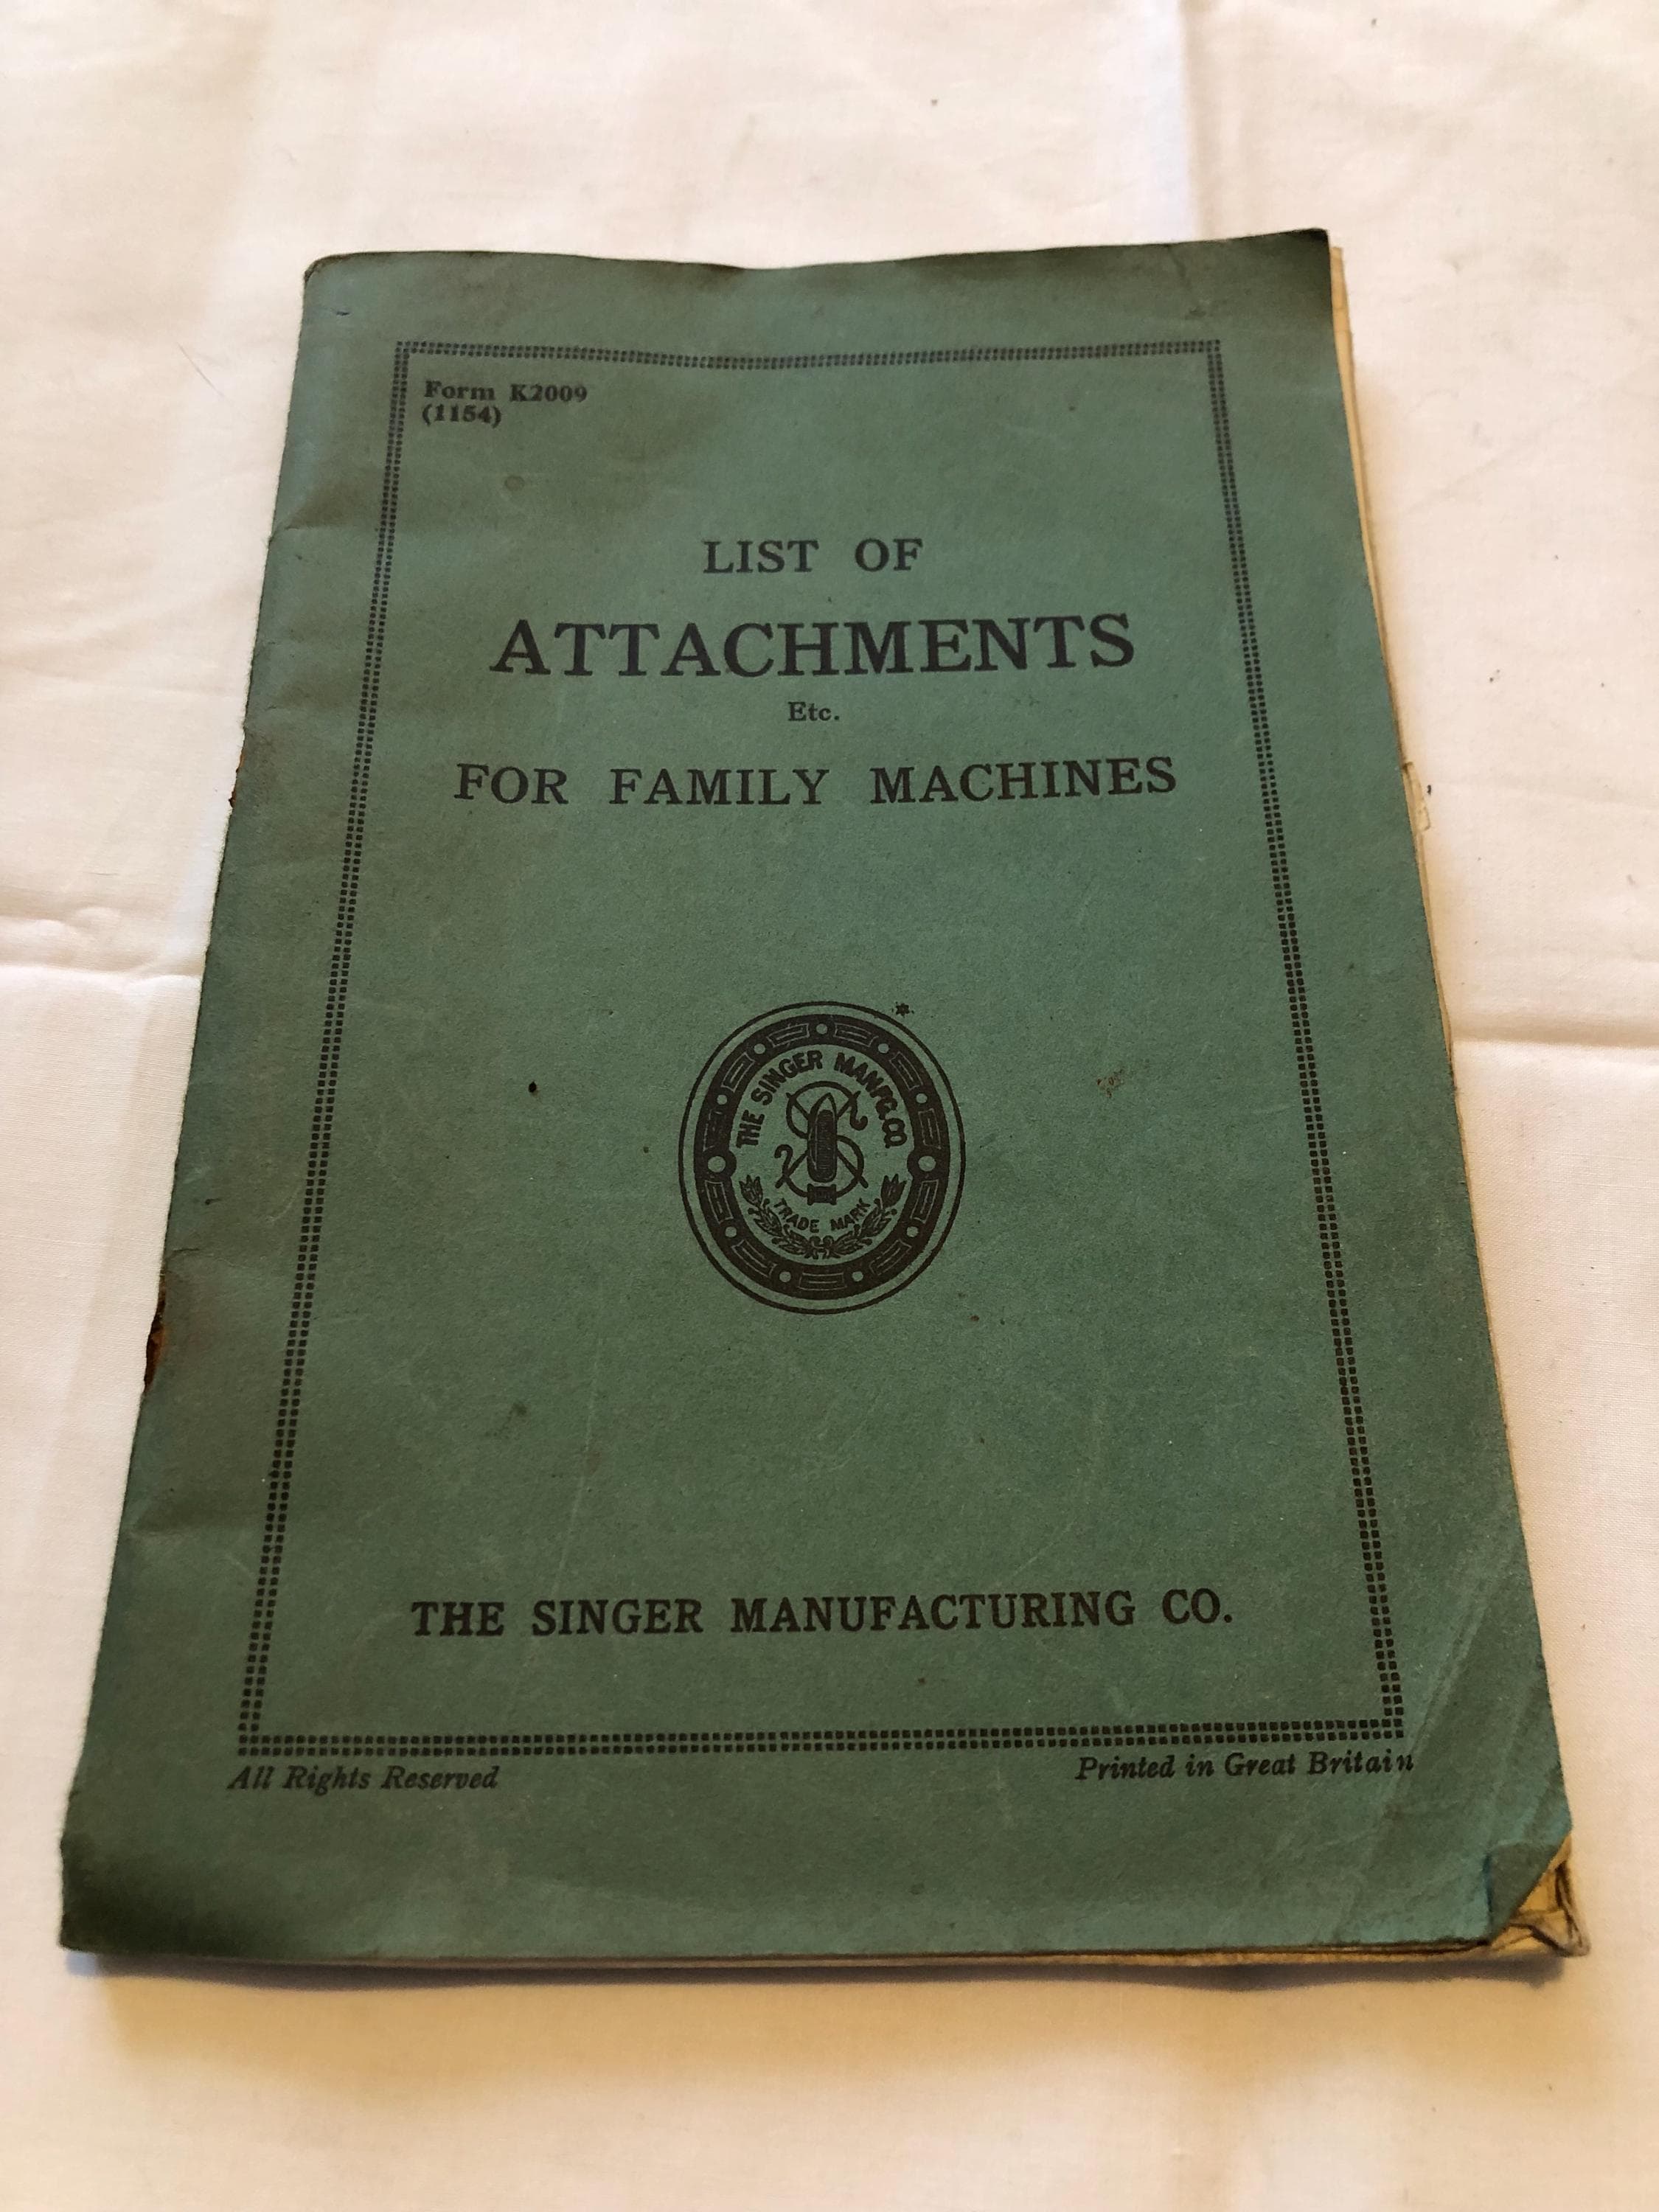 Form K2009
(1154)
LIST OF
ATTACHMENTS
Etc.
FOR FAMILY MACHINES
THE SINGER MANFG. CO.
TRADE MARK
THE SINGER MANUFACTURING CO.
All Rights Reserved
Printed in Great Britain